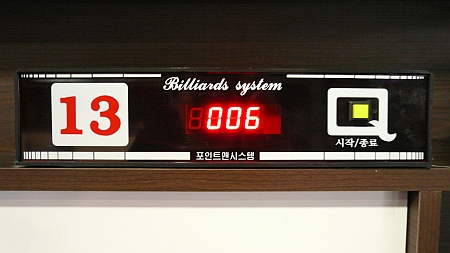 Billiards system
13
006
Q
시작/종료
포인트맨시스템